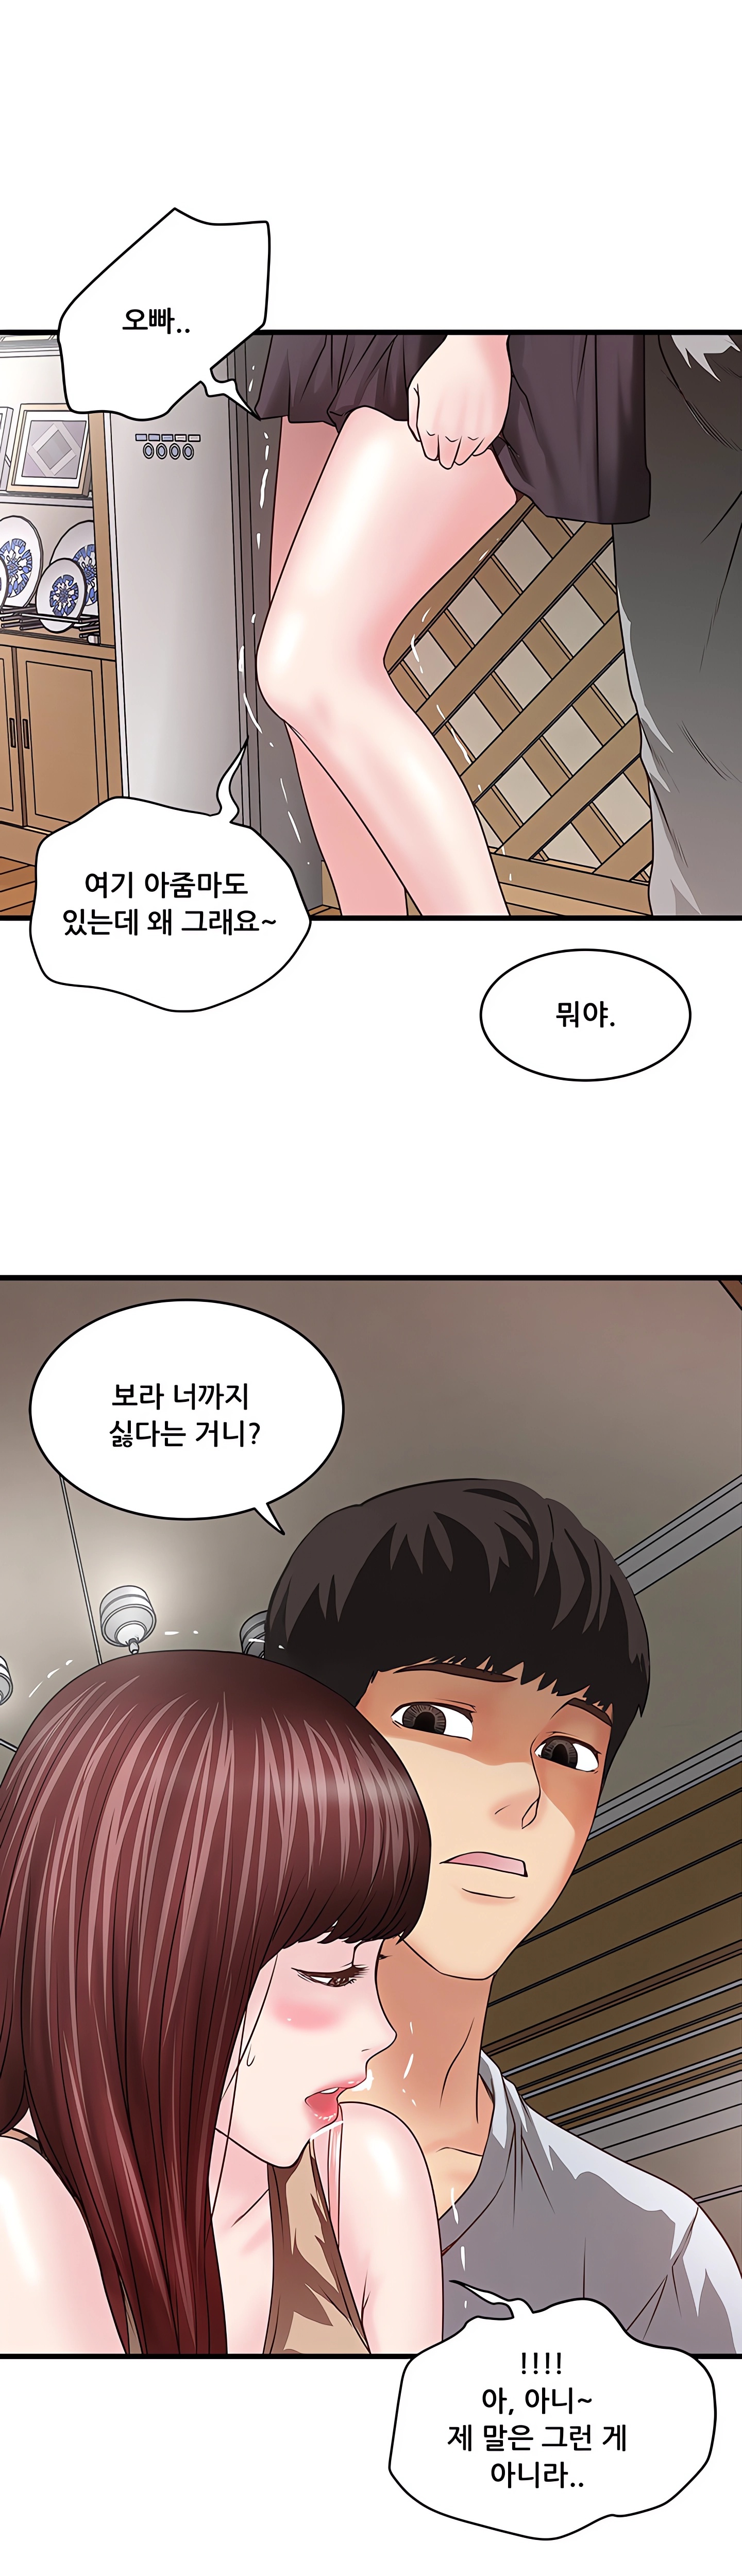 오빠..
여기 아줌마도
있는데 왜 그래요~
뭐야.
보라 너까지
싫다는 거니?
!!!!
아, 아니~
제 말은 그런 게
아니라..